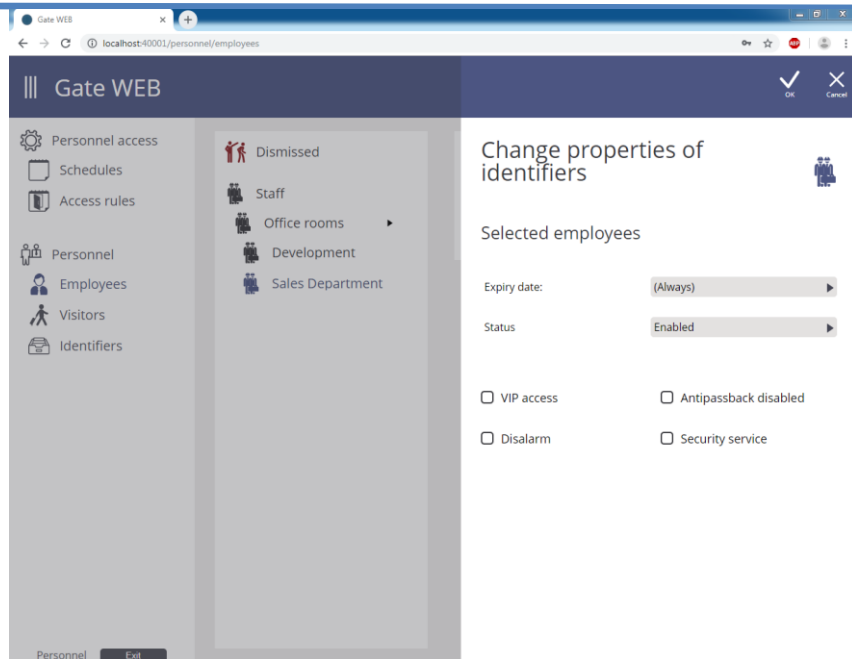 Gate WEB
localhost:40001/personnel/employees
ABP
Gate WEB
OK
Cancel
Personnel access
Schedules
Access rules
Personnel
Employees
Visitors
Identifiers
Personnel
Exit
Dismissed
Staff
Office rooms
Development
Sales Department
Change properties of
identifiers
Selected employees
Expiry date: (Always)
Status Enabled
VIP access Antipassback disabled
Disalarm Security service